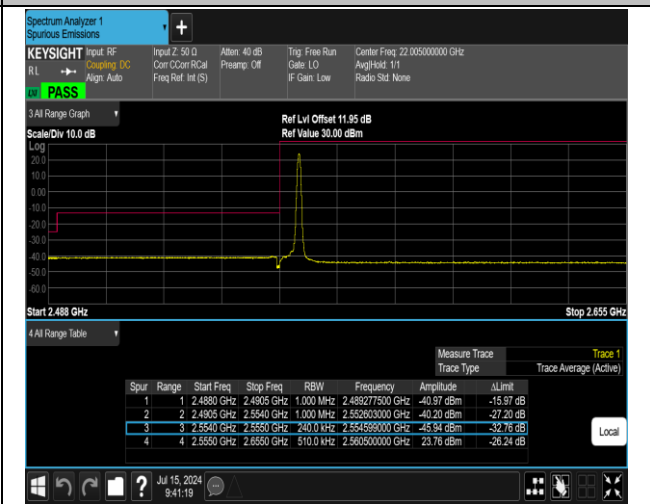 Spectrum Analyzer 1
Spurious Emissions
+
KEYSIGHT Input: RF Input Z: 50 Ω Atten: 40 dB Trig: Free Run Center Freq: 22.005000000 GHz
RL Coupling: DC Corr CCorr RCal Preamp: Off Gate: LO Avg|Hold: 1/1
Align: Auto Freq Ref: Int (S) IF Gain: Low Radio Std: None
LXI PASS
3 All Range Graph
Ref Lvl Offset 11.95 dB
Scale/Div 10.0 dB Ref Value 30.00 dBm
Log
20.0
10.0
0.00
-10.0
-20.0
-30.0
-40.0
-50.0
-60.0
Start 2.488 GHz Stop 2.655 GHz
4 All Range Table
Measure Trace Trace 1
Trace Type Trace Average (Active)
Spur Range Start Freq Stop Freq RBW Frequency Amplitude ΔLimit
1 1 2.4880 GHz 2.4905 GHz 1.000 MHz 2.489277500 GHz -40.97 dBm -15.97 dB
2 2 2.4905 GHz 2.5540 GHz 1.000 MHz 2.552603000 GHz -40.20 dBm -27.20 dB
3 3 2.5540 GHz 2.5550 GHz 240.0 kHz 2.554599000 GHz -45.94 dBm -32.76 dB
4 4 2.5550 GHz 2.6550 GHz 510.0 kHz 2.560500000 GHz 23.76 dBm -26.24 dB
Local
? Jul 15, 2024
9:41:19